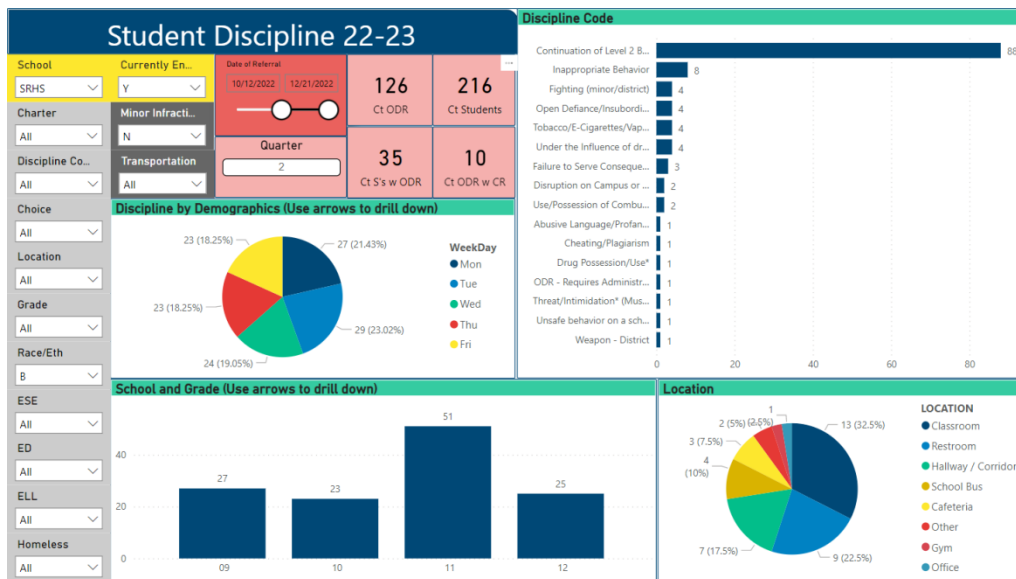 Student Discipline 22-23
School
SRHS
Currently En...
Y
Charter
All
Minor Infracti...
N
Discipline Co...
All
Transportation
All
Choice
All
Location
All
Grade
All
Race/Eth
B
ESE
All
ED
All
ELL
All
Homeless
All
Date of Referral
10/12/2022 12/21/2022
Quarter
2
126
Ct ODR
216
Ct Students
35
Ct S's w ODR
10
Ct ODR w CR
...
Discipline by Demographics (Use arrows to drill down)
27 (21.43%)
29 (23.02%)
24 (19.05%)
23 (18.25%)
23 (18.25%)
WeekDay
Mon
Tue
Wed
Thu
Fri
Discipline Code
Continuation of Level 2 B... 88
Inappropriate Behavior 8
Fighting (minor/district) 4
Open Defiance/Insubordi... 4
Tobacco/E-Cigarettes/Vap... 4
Under the Influence of dr... 4
Failure to Serve Conseque... 3
Disruption on Campus or ... 2
Use/Possession of Combu... 2
Abusive Language/Profan... 1
Cheating/Plagiarism 1
Drug Possession/Use* 1
ODR - Requires Administr... 1
Threat/Intimidation* (Mus... 1
Unsafe behavior on a sch... 1
Weapon - District 1
0 20 40 60 80
School and Grade (Use arrows to drill down)
40
20
0
27
23
51
25
09 10 11 12
Location
13 (32.5%)
9 (22.5%)
7 (17.5%)
4
(10%)
3 (7.5%)
2 (5%)
(2.5%)
1
LOCATION
Classroom
Restroom
Hallway / Corridor
School Bus
Cafeteria
Other
Gym
Office